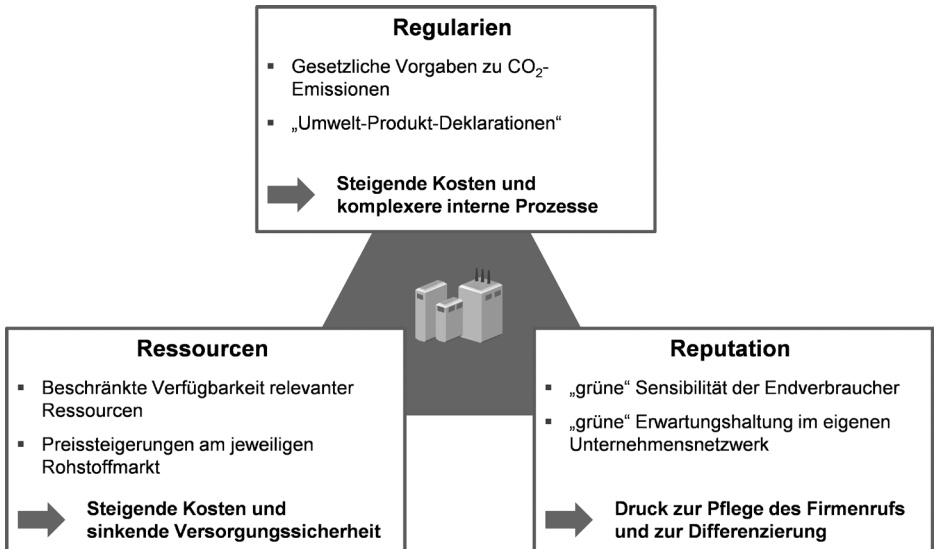 Regularien
▪ Gesetzliche Vorgaben zu CO₂-
Emissionen
▪ „Umwelt-Produkt-Deklarationen“
Steigende Kosten und
komplexere interne Prozesse
Ressourcen
▪ Beschränkte Verfügbarkeit relevanter
Ressourcen
▪ Preissteigerungen am jeweiligen
Rohstoffmarkt
Steigende Kosten und
sinkende Versorgungssicherheit
Reputation
▪ „grüne“ Sensibilität der Endverbraucher
▪ „grüne“ Erwartungshaltung im eigenen
Unternehmensnetzwerk
Druck zur Pflege des Firmenrufs
und zur Differenzierung